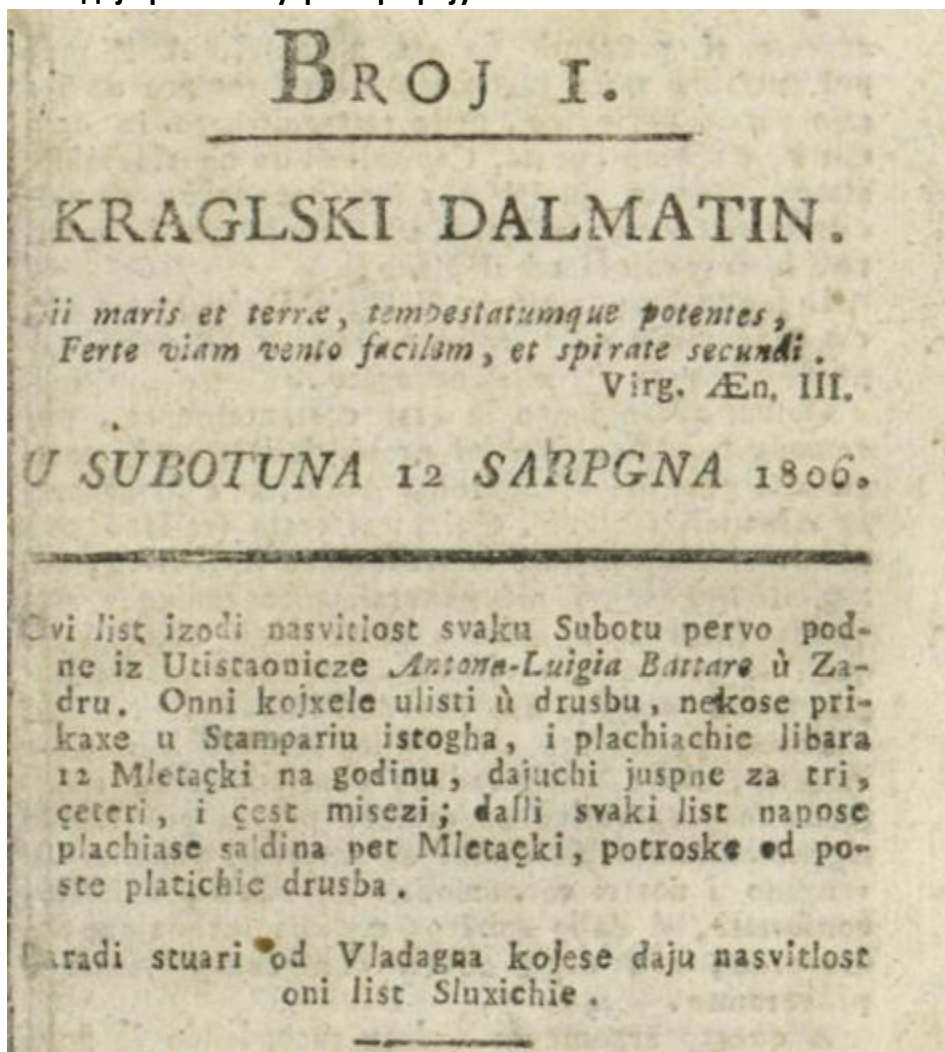 BROJ I.
KRAGLSKI DALMATIN.
ii maris et terræ, tempestatumque potentes,
Ferte viam vento facilem, et spirate secundi.
Virg. Æn. III.
U SUBOTUNA 12 SARPGNA 1806.
Ovi list izodi nasvitlost svaku Subotu pervo pod-
ne iz Utistaonicze Antona-Luigia Battare ù Za-
dru. Onni kojxele ulisti ù drusbu, nekose pri-
kaxe u Stampariu istogha, i plachiachie libara
12 Mletaçki na godinu, dajuchi juspne za tri,
çeteri, i çest misezi; dalli svaki list napose
plachiase saldina pet Mletaçki, potroske od po-
ste platichie drusba.
Zaradi stuari od Vladagna kojese daju nasvitlost
oni list Sluxichie.